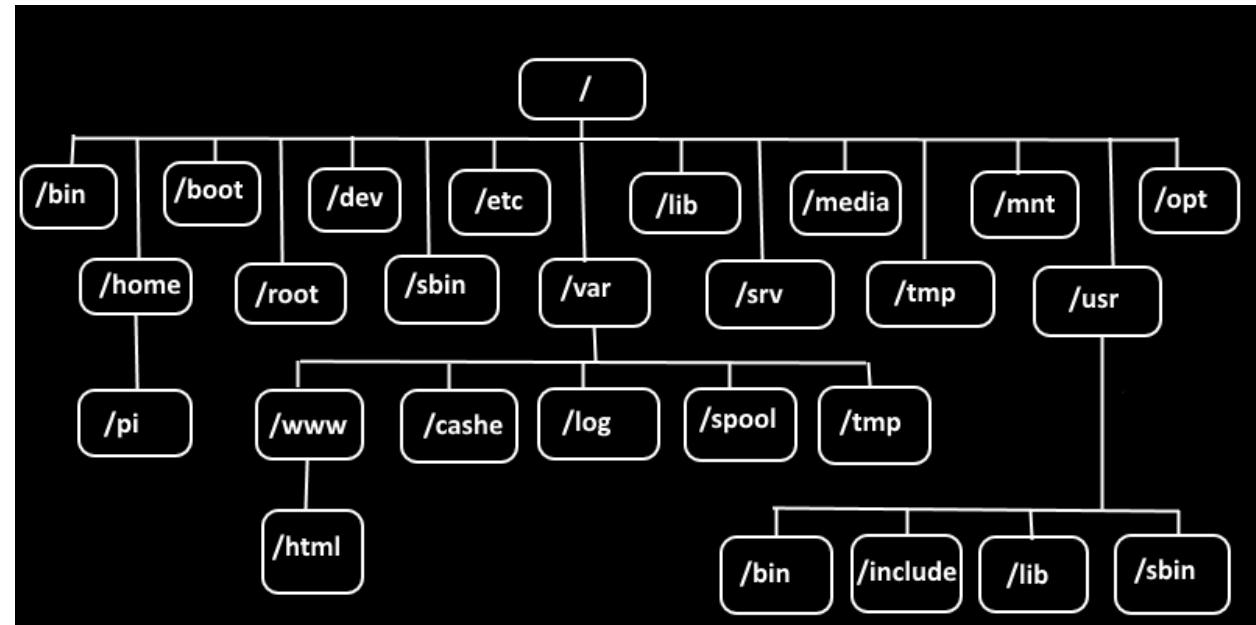 /
/bin
/boot
/dev
/etc
/lib
/media
/mnt
/opt
/home
/root
/sbin
/var
/srv
/tmp
/usr
/pi
/www
/cashe
/log
/spool
/tmp
/html
/bin
/include
/lib
/sbin